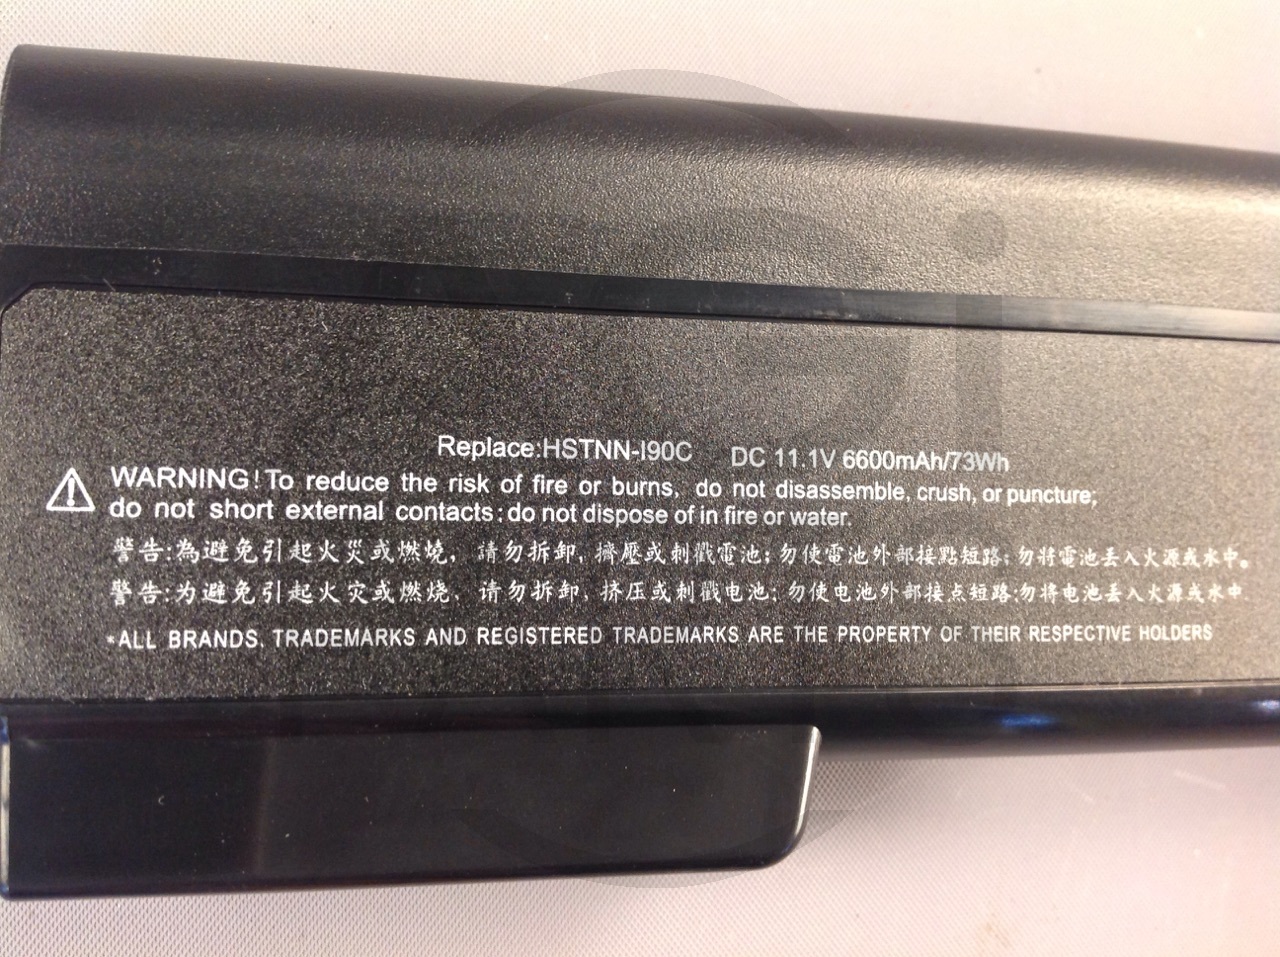 Replace:HSTNN-I90C DC 11.1V 6600mAh/73Wh
WARNING! To reduce the risk of fire or burns, do not disassemble, crush, or puncture;
do not short external contacts; do not dispose of in fire or water.
警告:為避免引起火災或燃燒, 請勿拆卸, 擠壓或刺戳電池; 勿使電池外部接點短路; 勿將電池丟入火源或水中。
警告:为避免引起火灾或燃烧, 请勿拆卸, 挤压或刺戳电池; 勿使电池外部接点短路; 勿将电池丢入火源或水中.
*ALL BRANDS, TRADEMARKS AND REGISTERED TRADEMARKS ARE THE PROPERTY OF THEIR RESPECTIVE HOLDERS